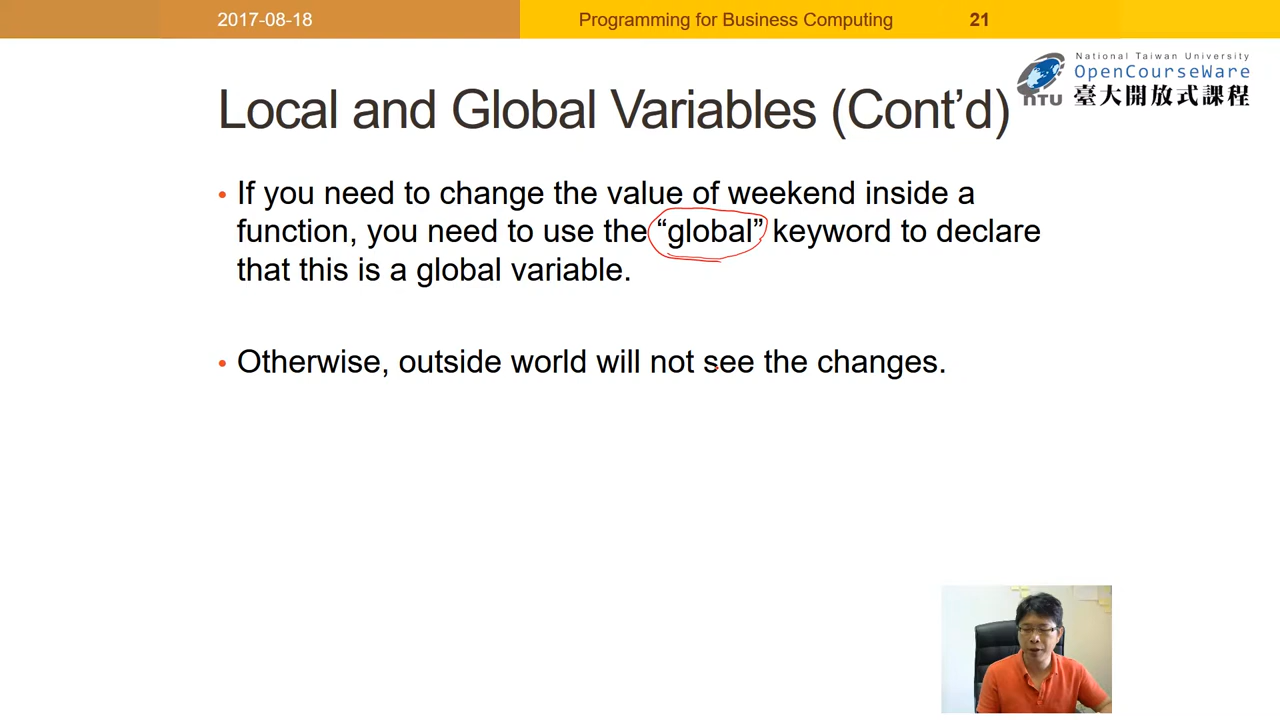 2017-08-18
Programming for Business Computing
21
National Taiwan University
OpenCourseWare
臺大開放式課程
NTU
Local and Global Variables (Cont’d)
• If you need to change the value of weekend inside a
function, you need to use the “global” keyword to declare
that this is a global variable.
• Otherwise, outside world will not see the changes.